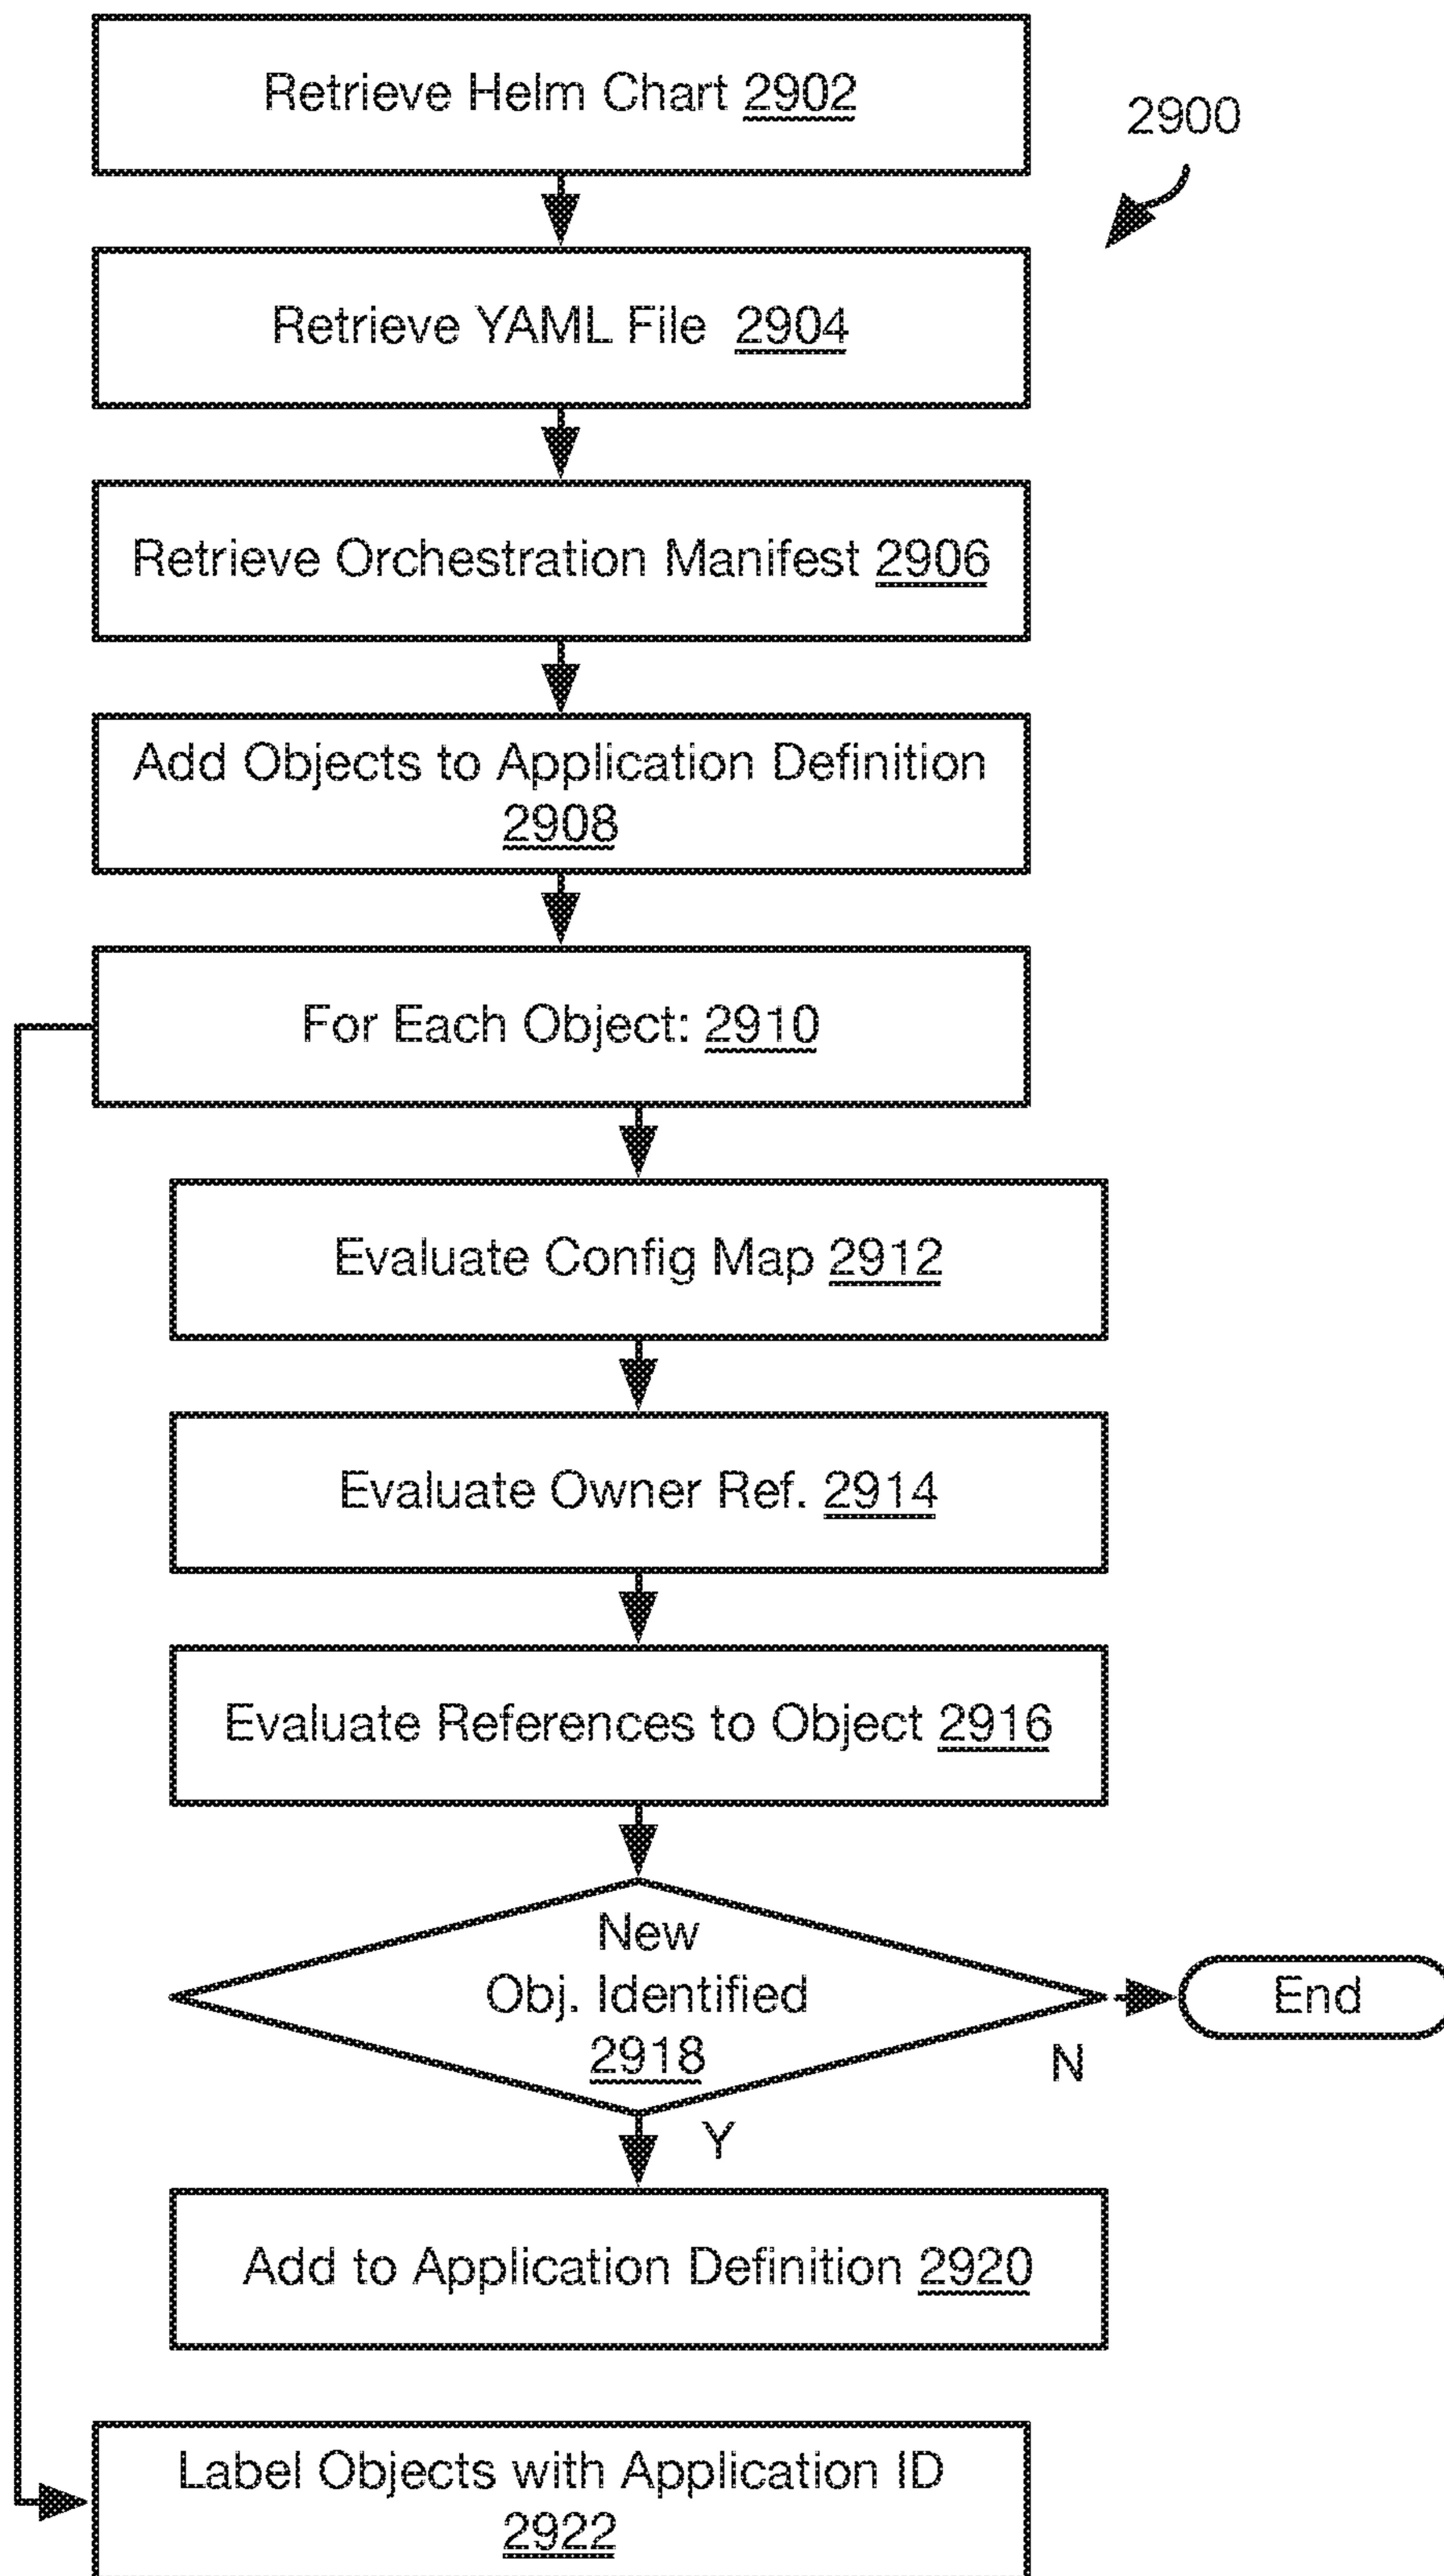 Retrieve Helm Chart 2902
2900
Retrieve YAML File 2904
Retrieve Orchestration Manifest 2906
Add Objects to Application Definition
2908
For Each Object: 2910
Evaluate Config Map 2912
Evaluate Owner Ref. 2914
Evaluate References to Object 2916
New
Obj. Identified
2918
End
N
Y
Add to Application Definition 2920
Label Objects with Application ID
2922